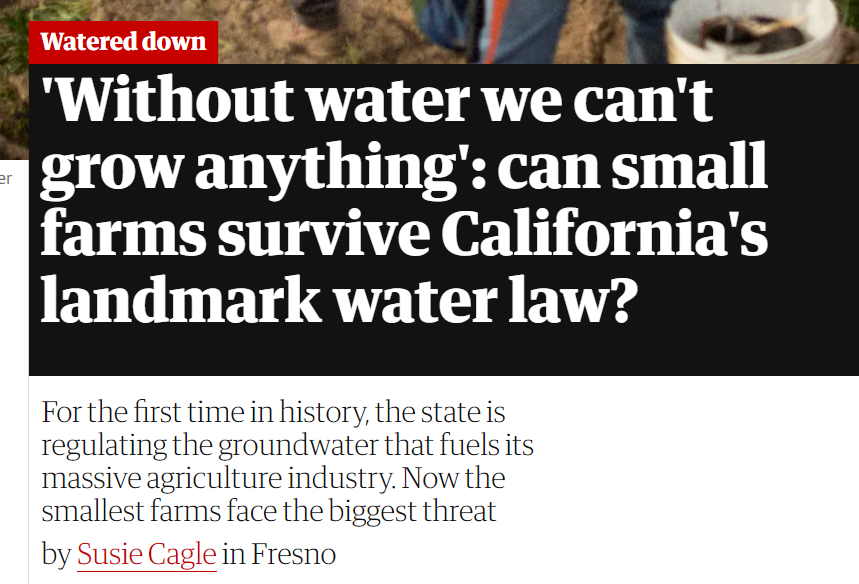 Watered down
'Without water we can't
grow anything': can small
farms survive California's
landmark water law?
er
For the first time in history, the state is
regulating the groundwater that fuels its
massive agriculture industry. Now the
smallest farms face the biggest threat
by Susie Cagle in Fresno